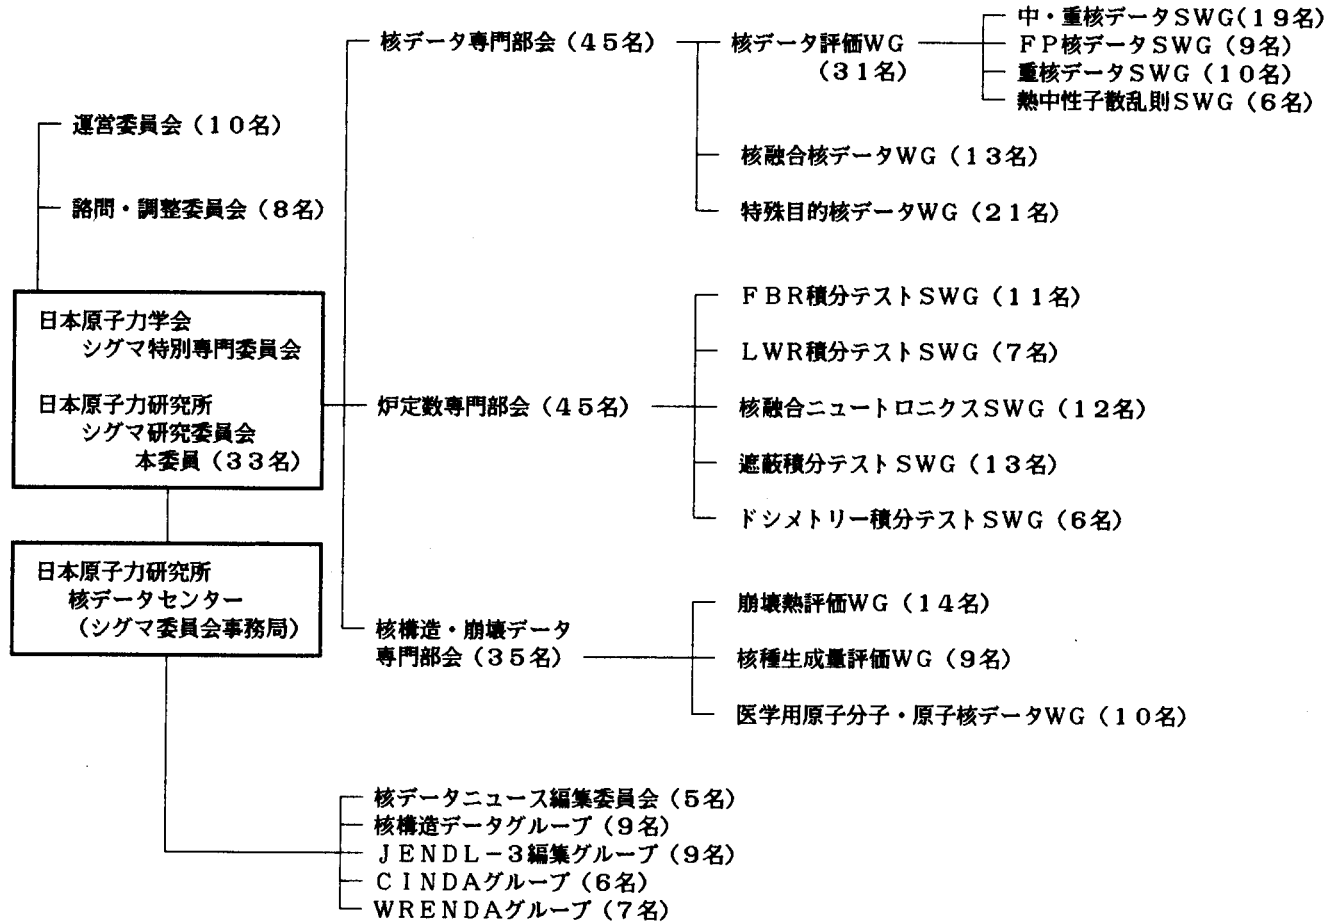 運営委員会（１０名）
諮問・調整委員会（８名）
日本原子力学会
シグマ特別専門委員会
日本原子力研究所
シグマ研究委員会
本委員（３３名）
日本原子力研究所
核データセンター
（シグマ委員会事務局）
核データ専門部会（４５名）
核データ評価ＷＧ
（３１名）
中・重核データＳＷＧ（１９名）
ＦＰ核データＳＷＧ（９名）
重核データＳＷＧ（１０名）
熱中性子散乱則ＳＷＧ（６名）
核融合核データＷＧ（１３名）
特殊目的核データＷＧ（２１名）
炉定数専門部会（４５名）
ＦＢＲ積分テストＳＷＧ（１１名）
ＬＷＲ積分テストＳＷＧ（７名）
核融合ニュートロニクスＳＷＧ（１２名）
遮蔽積分テストＳＷＧ（１３名）
ドシメトリー積分テストＳＷＧ（６名）
核構造・崩壊データ
専門部会（３５名）
崩壊熱評価ＷＧ（１４名）
核種生成量評価ＷＧ（９名）
医学用原子分子・原子核データＷＧ（１０名）
核データニュース編集委員会（５名）
核構造データグループ（９名）
ＪＥＮＤＬ－３編集グループ（９名）
ＣＩＮＤＡグループ（６名）
ＷＲＥＮＤＡグループ（７名）